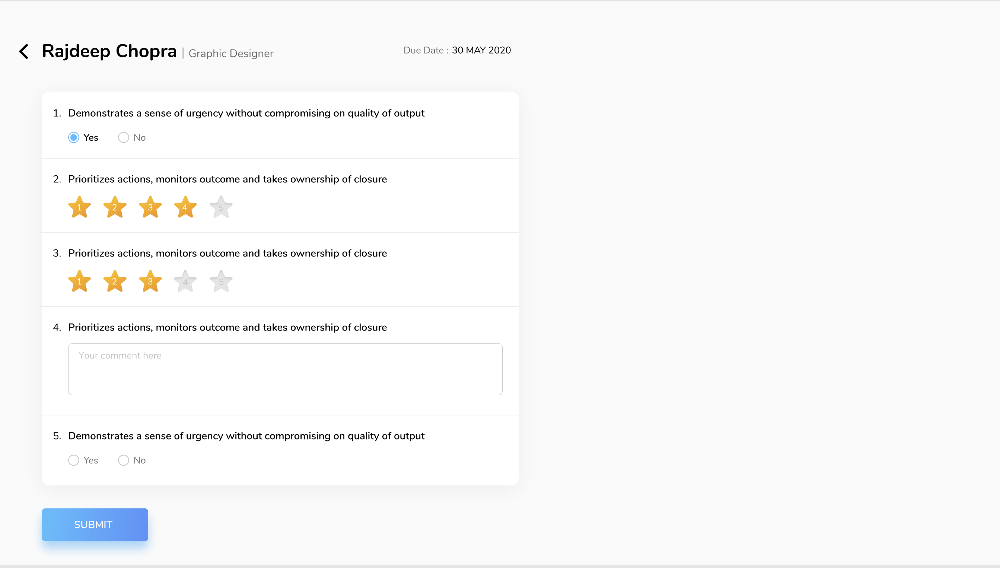 Rajdeep Chopra | Graphic Designer
Due Date : 30 MAY 2020
1. Demonstrates a sense of urgency without compromising on quality of output
Yes No
2. Prioritizes actions, monitors outcome and takes ownership of closure
1 2 3 4 5
3. Prioritizes actions, monitors outcome and takes ownership of closure
1 2 3 4 5
4. Prioritizes actions, monitors outcome and takes ownership of closure
Your comment here
5. Demonstrates a sense of urgency without compromising on quality of output
Yes No
SUBMIT